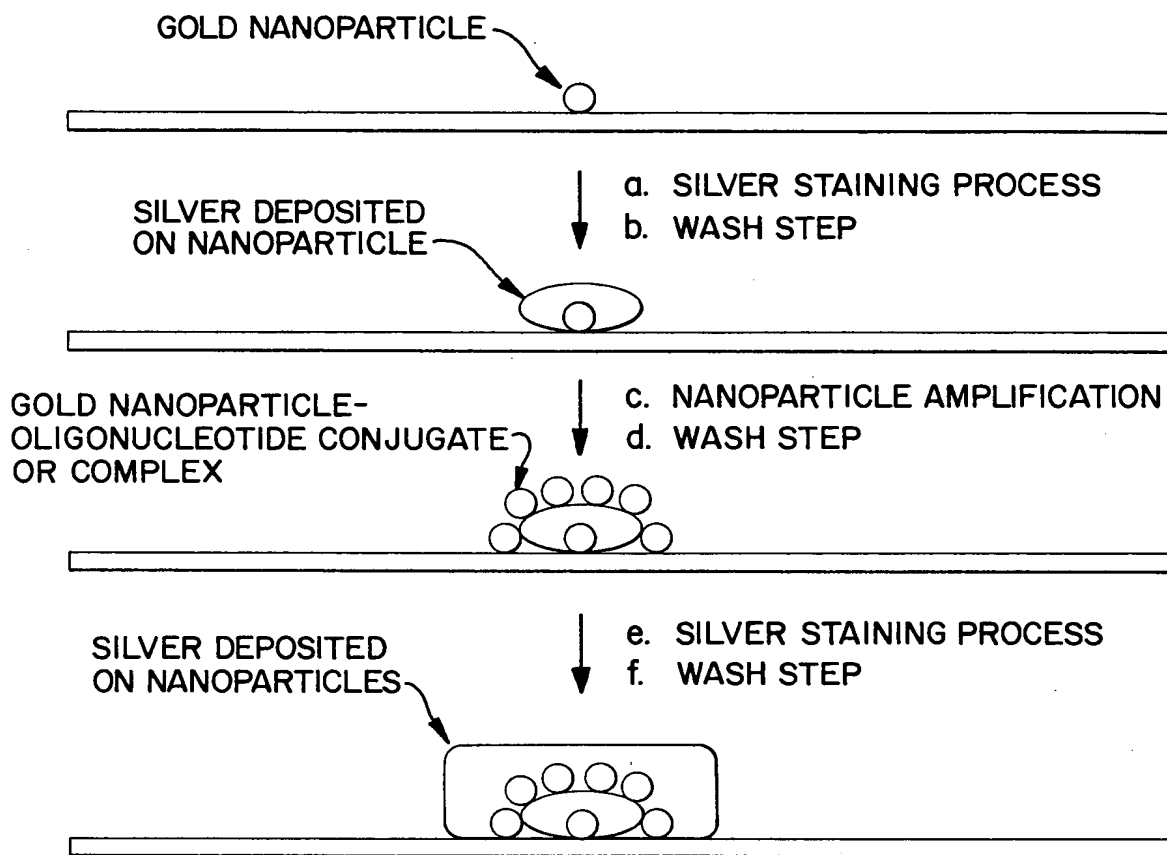 GOLD NANOPARTICLE
a. SILVER STAINING PROCESS
b. WASH STEP
SILVER DEPOSITED
ON NANOPARTICLE
c. NANOPARTICLE AMPLIFICATION
d. WASH STEP
GOLD NANOPARTICLE-
OLIGONUCLEOTIDE CONJUGATE
OR COMPLEX
e. SILVER STAINING PROCESS
f. WASH STEP
SILVER DEPOSITED
ON NANOPARTICLES